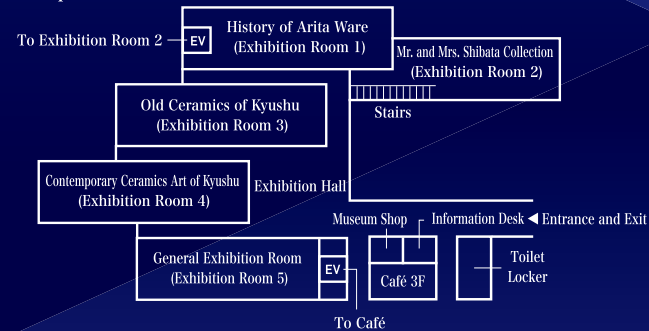 History of Arita Ware
(Exhibition Room 1)
To Exhibition Room 2
EV
Mr. and Mrs. Shibata Collection
(Exhibition Room 2)
Stairs
Old Ceramics of Kyushu
(Exhibition Room 3)
Contemporary Ceramics Art of Kyushu
(Exhibition Room 4)
Exhibition Hall
Museum Shop
Information Desk ◀ Entrance and Exit
General Exhibition Room
(Exhibition Room 5)
EV
Café 3F
Toilet
Locker
To Café